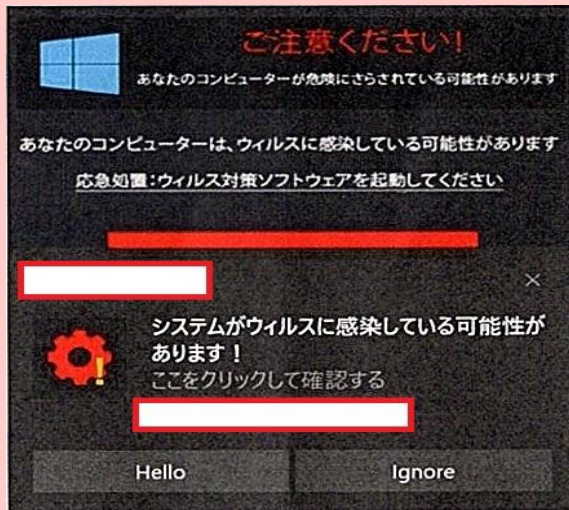 ご注意ください!
あなたのコンピューターが危険にさらされている可能性があります
あなたのコンピューターは、ウィルスに感染している可能性があります
応急処置:ウィルス対策ソフトウェアを起動してください
システムがウィルスに感染している可能性が
あります!
ここをクリックして確認する
Hello
Ignore